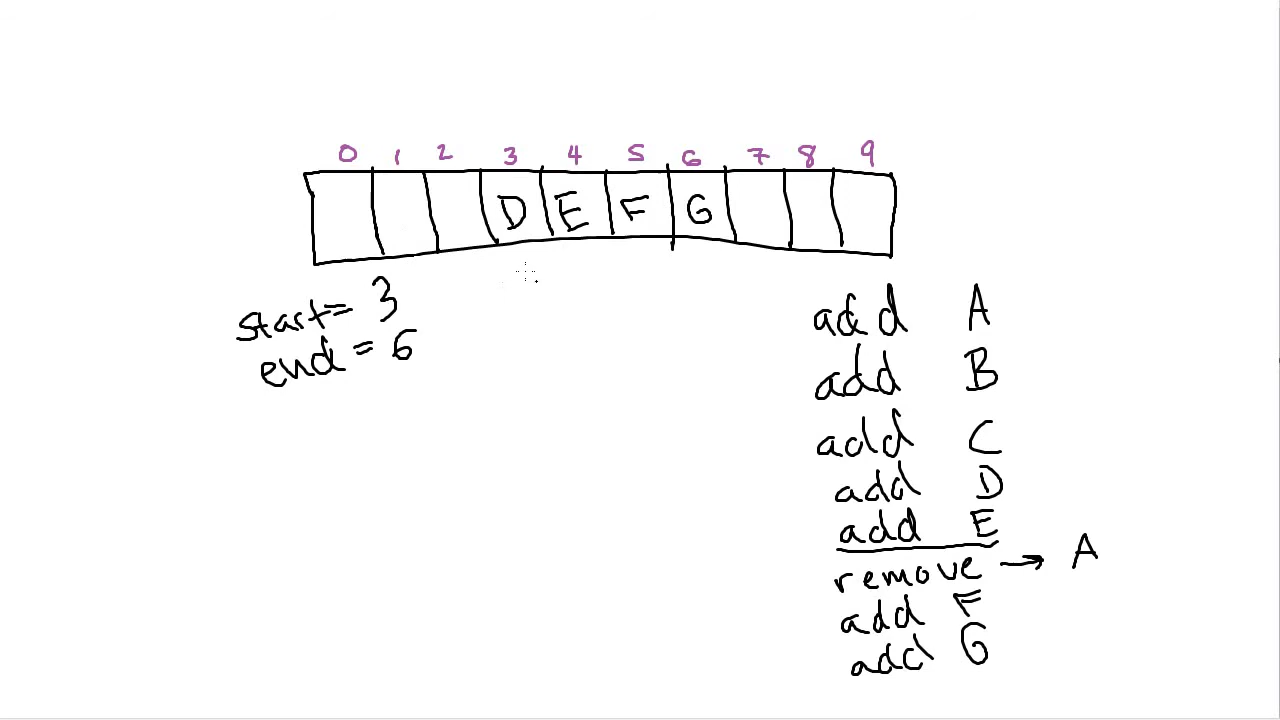 0 1 2 3 4 5 6 7 8 9
D E F G
start= 3
end = 6
add A
add B
add C
add D
add E
remove → A
add F
add G